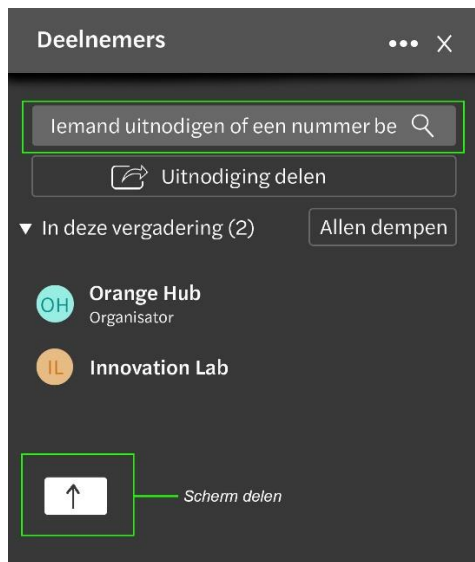 Deelnemers
Iemand uitnodigen of een nummer be
Uitnodiging delen
In deze vergadering (2)
Allen dempen
OH
Orange Hub
Organisator
IL
Innovation Lab
Scherm delen